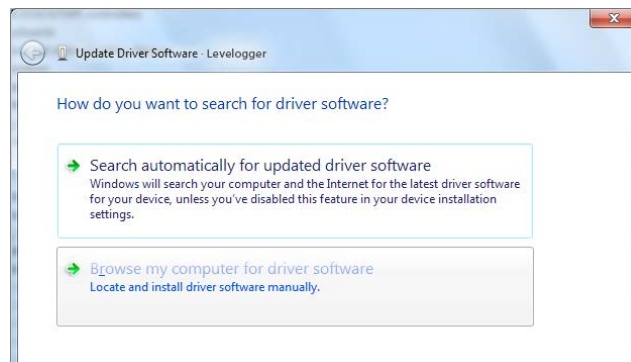 Update Driver Software - Levelogger
How do you want to search for driver software?
Search automatically for updated driver software
Windows will search your computer and the Internet for the latest driver software
for your device, unless you've disabled this feature in your device installation
settings.
Browse my computer for driver software
Locate and install driver software manually.